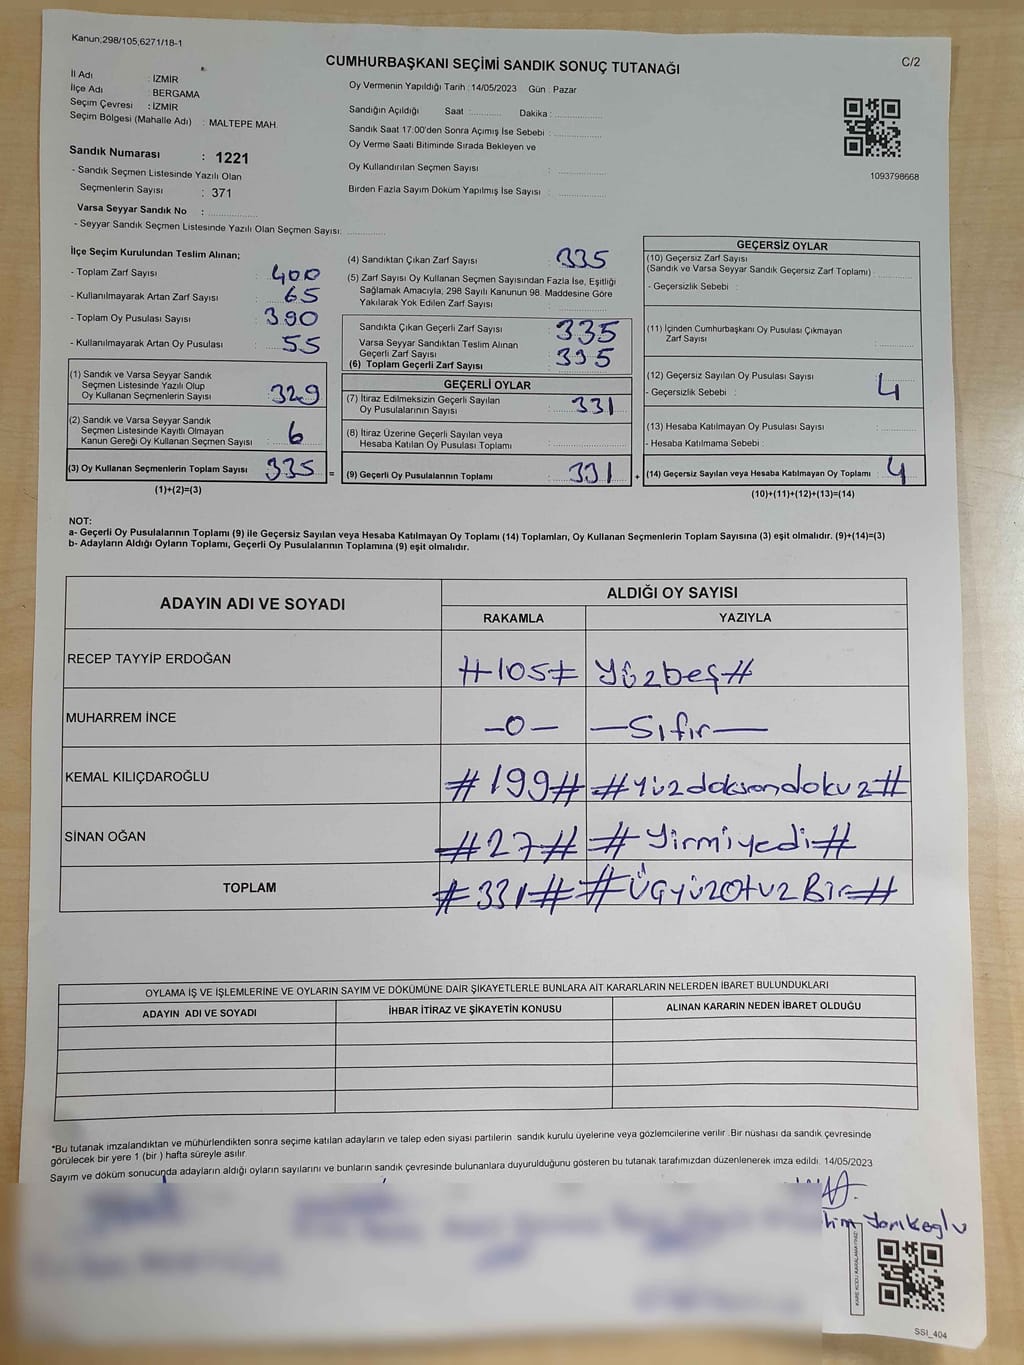 Kanun;298/105;6271/18-1
C/2
CUMHURBAŞKANI SEÇİMİ SANDIK SONUÇ TUTANAĞI
İl Adı : İZMİR
İlçe Adı : BERGAMA
Seçim Çevresi : İZMİR
Seçim Bölgesi (Mahalle Adı) : MALTEPE MAH.
Sandık Numarası : 1221
- Sandık Seçmen Listesinde Yazılı Olan
Seçmenlerin Sayısı : 371
Varsa Seyyar Sandık No : ................
- Seyyar Sandık Seçmen Listesinde Yazılı Olan Seçmen Sayısı: ............
Oy Vermenin Yapıldığı Tarih : 14/05/2023 Gün : Pazar
Sandığın Açıldığı Saat :........... Dakika :................
Sandık Saat 17:00'den Sonra Açımış İse Sebebi : ................
Oy Verme Saati Bitiminde Sırada Bekleyen ve
Oy Kullandırılan Seçmen Sayısı : ................
Birden Fazla Sayım Döküm Yapılmış İse Sayısı : ................
1093798668
İlçe Seçim Kurulundan Teslim Alınan;
- Toplam Zarf Sayısı : 400
- Kullanılmayarak Artan Zarf Sayısı : 65
- Toplam Oy Pusulası Sayısı : 390
- Kullanılmayarak Artan Oy Pusulası : 55
(1) Sandık ve Varsa Seyyar Sandık
Seçmen Listesinde Yazılı Olup
Oy Kullanan Seçmenlerin Sayısı : 329
(2) Sandık ve Varsa Seyyar Sandık
Seçmen Listesinde Kayıtlı Olmayan
Kanun Gereği Oy Kullanan Seçmen Sayısı : 6
(3) Oy Kullanan Seçmenlerin Toplam Sayısı : 335 =
(1)+(2)=(3)
(4) Sandıktan Çıkan Zarf Sayısı : 335
(5) Zarf Sayısı Oy Kullanan Seçmen Sayısından Fazla İse, Eşitliği
Sağlamak Amacıyla, 298 Sayılı Kanunun 98. Maddesine Göre
Yakılarak Yok Edilen Zarf Sayısı : ................
Sandıkta Çıkan Geçerli Zarf Sayısı : 335
Varsa Seyyar Sandıktan Teslim Alınan
Geçerli Zarf Sayısı : 335
(6) Toplam Geçerli Zarf Sayısı
GEÇERLİ OYLAR
(7) İtiraz Edilmeksizin Geçerli Sayılan
Oy Pusulalarının Sayısı : 331
(8) İtiraz Üzerine Geçerli Sayılan veya
Hesaba Katılan Oy Pusulası Toplamı : ................
(9) Geçerli Oy Pusulalarının Toplamı : 331 +
GEÇERSİZ OYLAR
(10) Geçersiz Zarf Sayısı
(Sandık ve Varsa Seyyar Sandık Geçersiz Zarf Toplamı) : ............
- Geçersizlik Sebebi :
(11) İçinden Cumhurbaşkanı Oy Pusulası Çıkmayan
Zarf Sayısı : ............
(12) Geçersiz Sayılan Oy Pusulası Sayısı : 4
- Geçersizlik Sebebi :
(13) Hesaba Katılmayan Oy Pusulası Sayısı : ............
- Hesaba Katılmama Sebebi :
(14) Geçersiz Sayılan veya Hesaba Katılmayan Oy Toplamı : 4
(10)+(11)+(12)+(13)=(14)
NOT:
a- Geçerli Oy Pusulalarının Toplamı (9) ile Geçersiz Sayılan veya Hesaba Katılmayan Oy Toplamı (14) Toplamları, Oy Kullanan Seçmenlerin Toplam Sayısına (3) eşit olmalıdır. (9)+(14)=(3)
b- Adayların Aldığı Oyların Toplamı, Geçerli Oy Pusulalarının Toplamına (9) eşit olmalıdır.
ADAYIN ADI VE SOYADI
ALDIĞI OY SAYISI
RAKAMLA YAZIYLA
RECEP TAYYİP ERDOĞAN #105# Yüzbeş#
MUHARREM İNCE -0- -Sıfır-
KEMAL KILIÇDAROĞLU #199# #Yüzdoksandokuz#
SİNAN OĞAN #27# #Yirmiyedi#
TOPLAM #331# #ÜçyüzOtuzBir#
OYLAMA İŞ VE İŞLEMLERİNE VE OYLARIN SAYIM VE DÖKÜMÜNE DAİR ŞİKAYETLERLE BUNLARA AİT KARARLARIN NELERDEN İBARET BULUNDUKLARI
ADAYIN ADI VE SOYADI İHBAR İTİRAZ VE ŞİKAYETİN KONUSU ALINAN KARARIN NEDEN İBARET OLDUĞU
*Bu tutanak imzalandıktan ve mühürlendikten sonra seçime katılan adayların ve talep eden siyasi partilerin sandık kurulu üyelerine veya gözlemcilerine verilir .Bir nüshası da sandık çevresinde
görülecek bir yere 1 (bir ) hafta süreyle asılır.
Sayım ve döküm sonucunda adayların aldığı oyların sayılarını ve bunların sandık çevresinde bulunanlara duyurulduğunu gösteren bu tutanak tarafımızdan düzenlenerek imza edildi. 14/05/2023
KARE KODU KARALAMAYINIZ
SSI_404